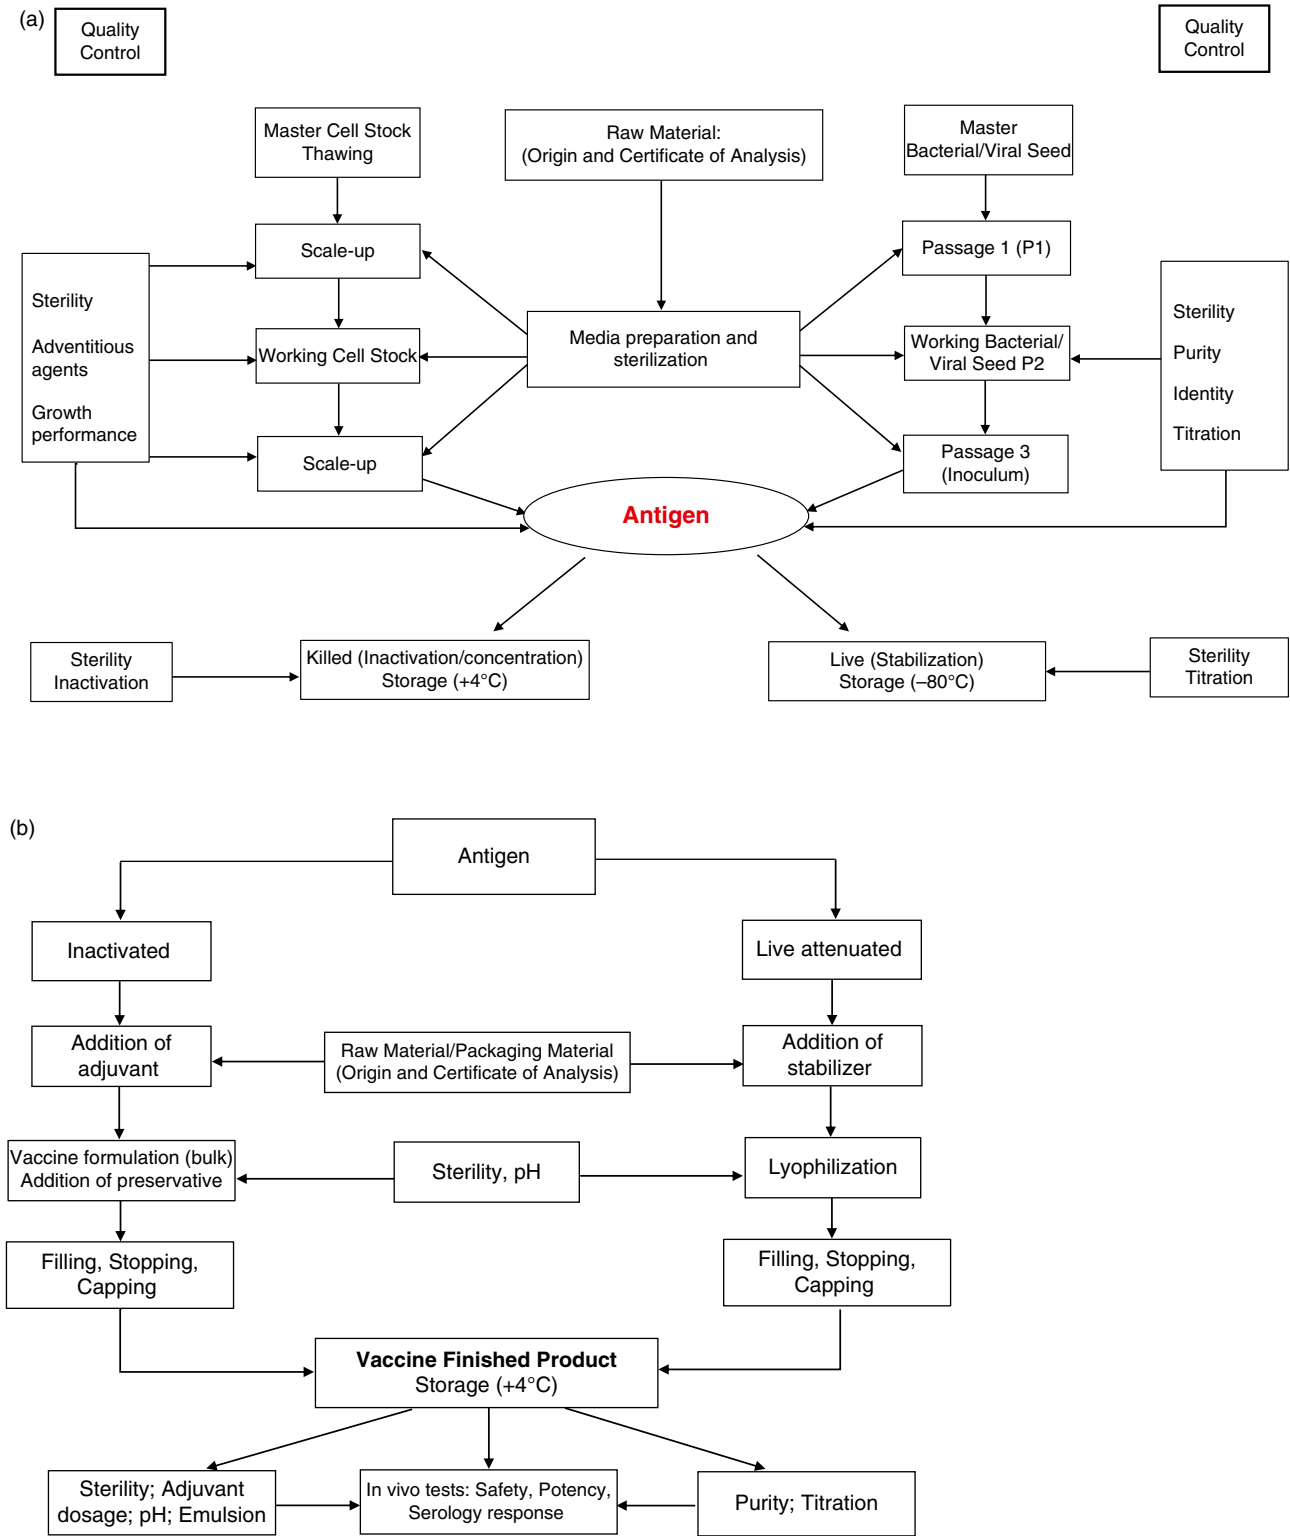 (a)
Quality
Control
Quality
Control
Master Cell Stock
Thawing
Raw Material:
(Origin and Certificate of Analysis)
Master
Bacterial/Viral Seed
Scale-up
Passage 1 (P1)
Sterility
Adventitious
agents
Growth
performance
Working Cell Stock
Media preparation and
sterilization
Working Bacterial/
Viral Seed P2
Sterility
Purity
Identity
Titration
Scale-up
Passage 3
(Inoculum)
Antigen
Sterility
Inactivation
Killed (Inactivation/concentration)
Storage (+4°C)
Live (Stabilization)
Storage (–80°C)
Sterility
Titration
(b)
Antigen
Inactivated
Live attenuated
Addition of
adjuvant
Raw Material/Packaging Material
(Origin and Certificate of Analysis)
Addition of
stabilizer
Vaccine formulation (bulk)
Addition of preservative
Sterility, pH
Lyophilization
Filling, Stopping,
Capping
Filling, Stopping,
Capping
Vaccine Finished Product
Storage (+4°C)
Sterility; Adjuvant
dosage; pH; Emulsion
In vivo tests: Safety, Potency,
Serology response
Purity; Titration